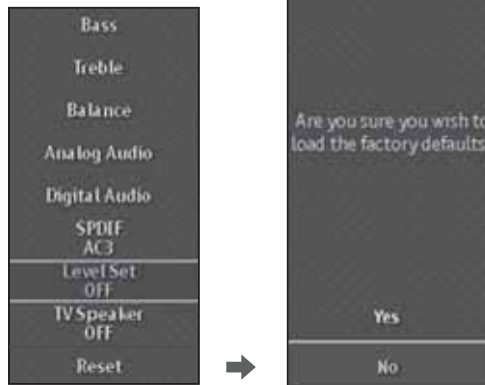 Bass
Treble
Balance
Analog Audio
Digital Audio
SPDIF
AC3
Level Set
OFF
TV Speaker
OFF
Reset
Are you sure you wish to
load the factory defaults
Yes
No